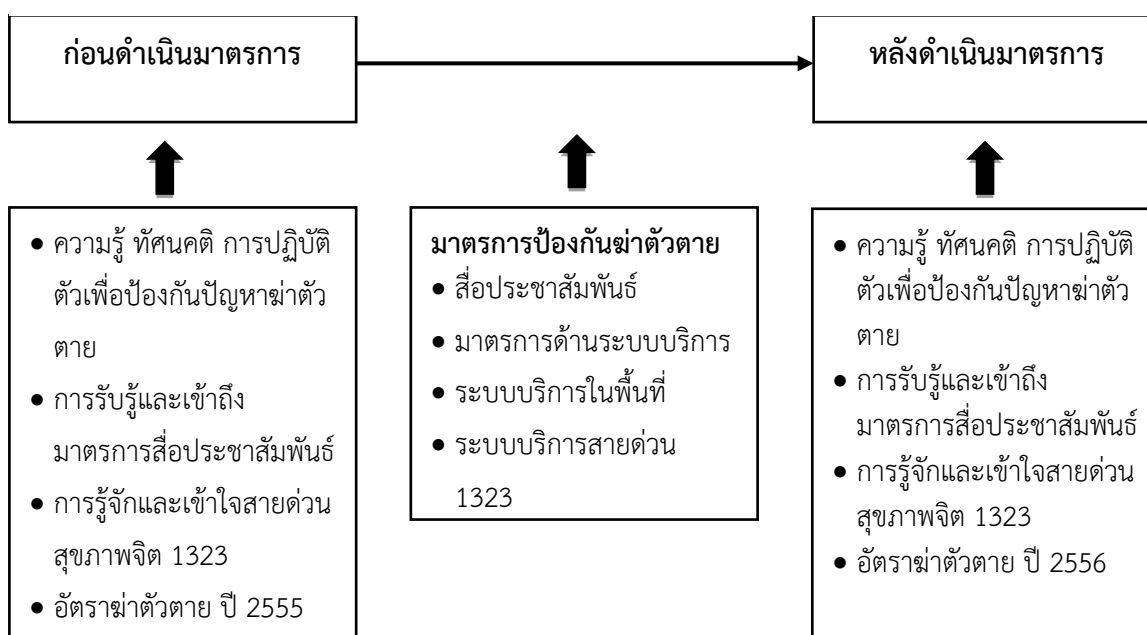 ก่อนดำเนินมาตรการ
หลังดำเนินมาตรการ
● ความรู้ ทัศนคติ การปฏิบัติ
ตัวเพื่อป้องกันปัญหาฆ่าตัว
ตาย
● การรับรู้และเข้าถึง
มาตรการสื่อประชาสัมพันธ์
● การรู้จักและเข้าใจสายด่วน
สุขภาพจิต 1323
● อัตราฆ่าตัวตาย ปี 2555
มาตรการป้องกันฆ่าตัวตาย
● สื่อประชาสัมพันธ์
● มาตรการด้านระบบบริการ
● ระบบบริการในพื้นที่
● ระบบบริการสายด่วน
1323
● ความรู้ ทัศนคติ การปฏิบัติ
ตัวเพื่อป้องกันปัญหาฆ่าตัว
ตาย
● การรับรู้และเข้าถึง
มาตรการสื่อประชาสัมพันธ์
● การรู้จักและเข้าใจสายด่วน
สุขภาพจิต 1323
● อัตราฆ่าตัวตาย ปี 2556